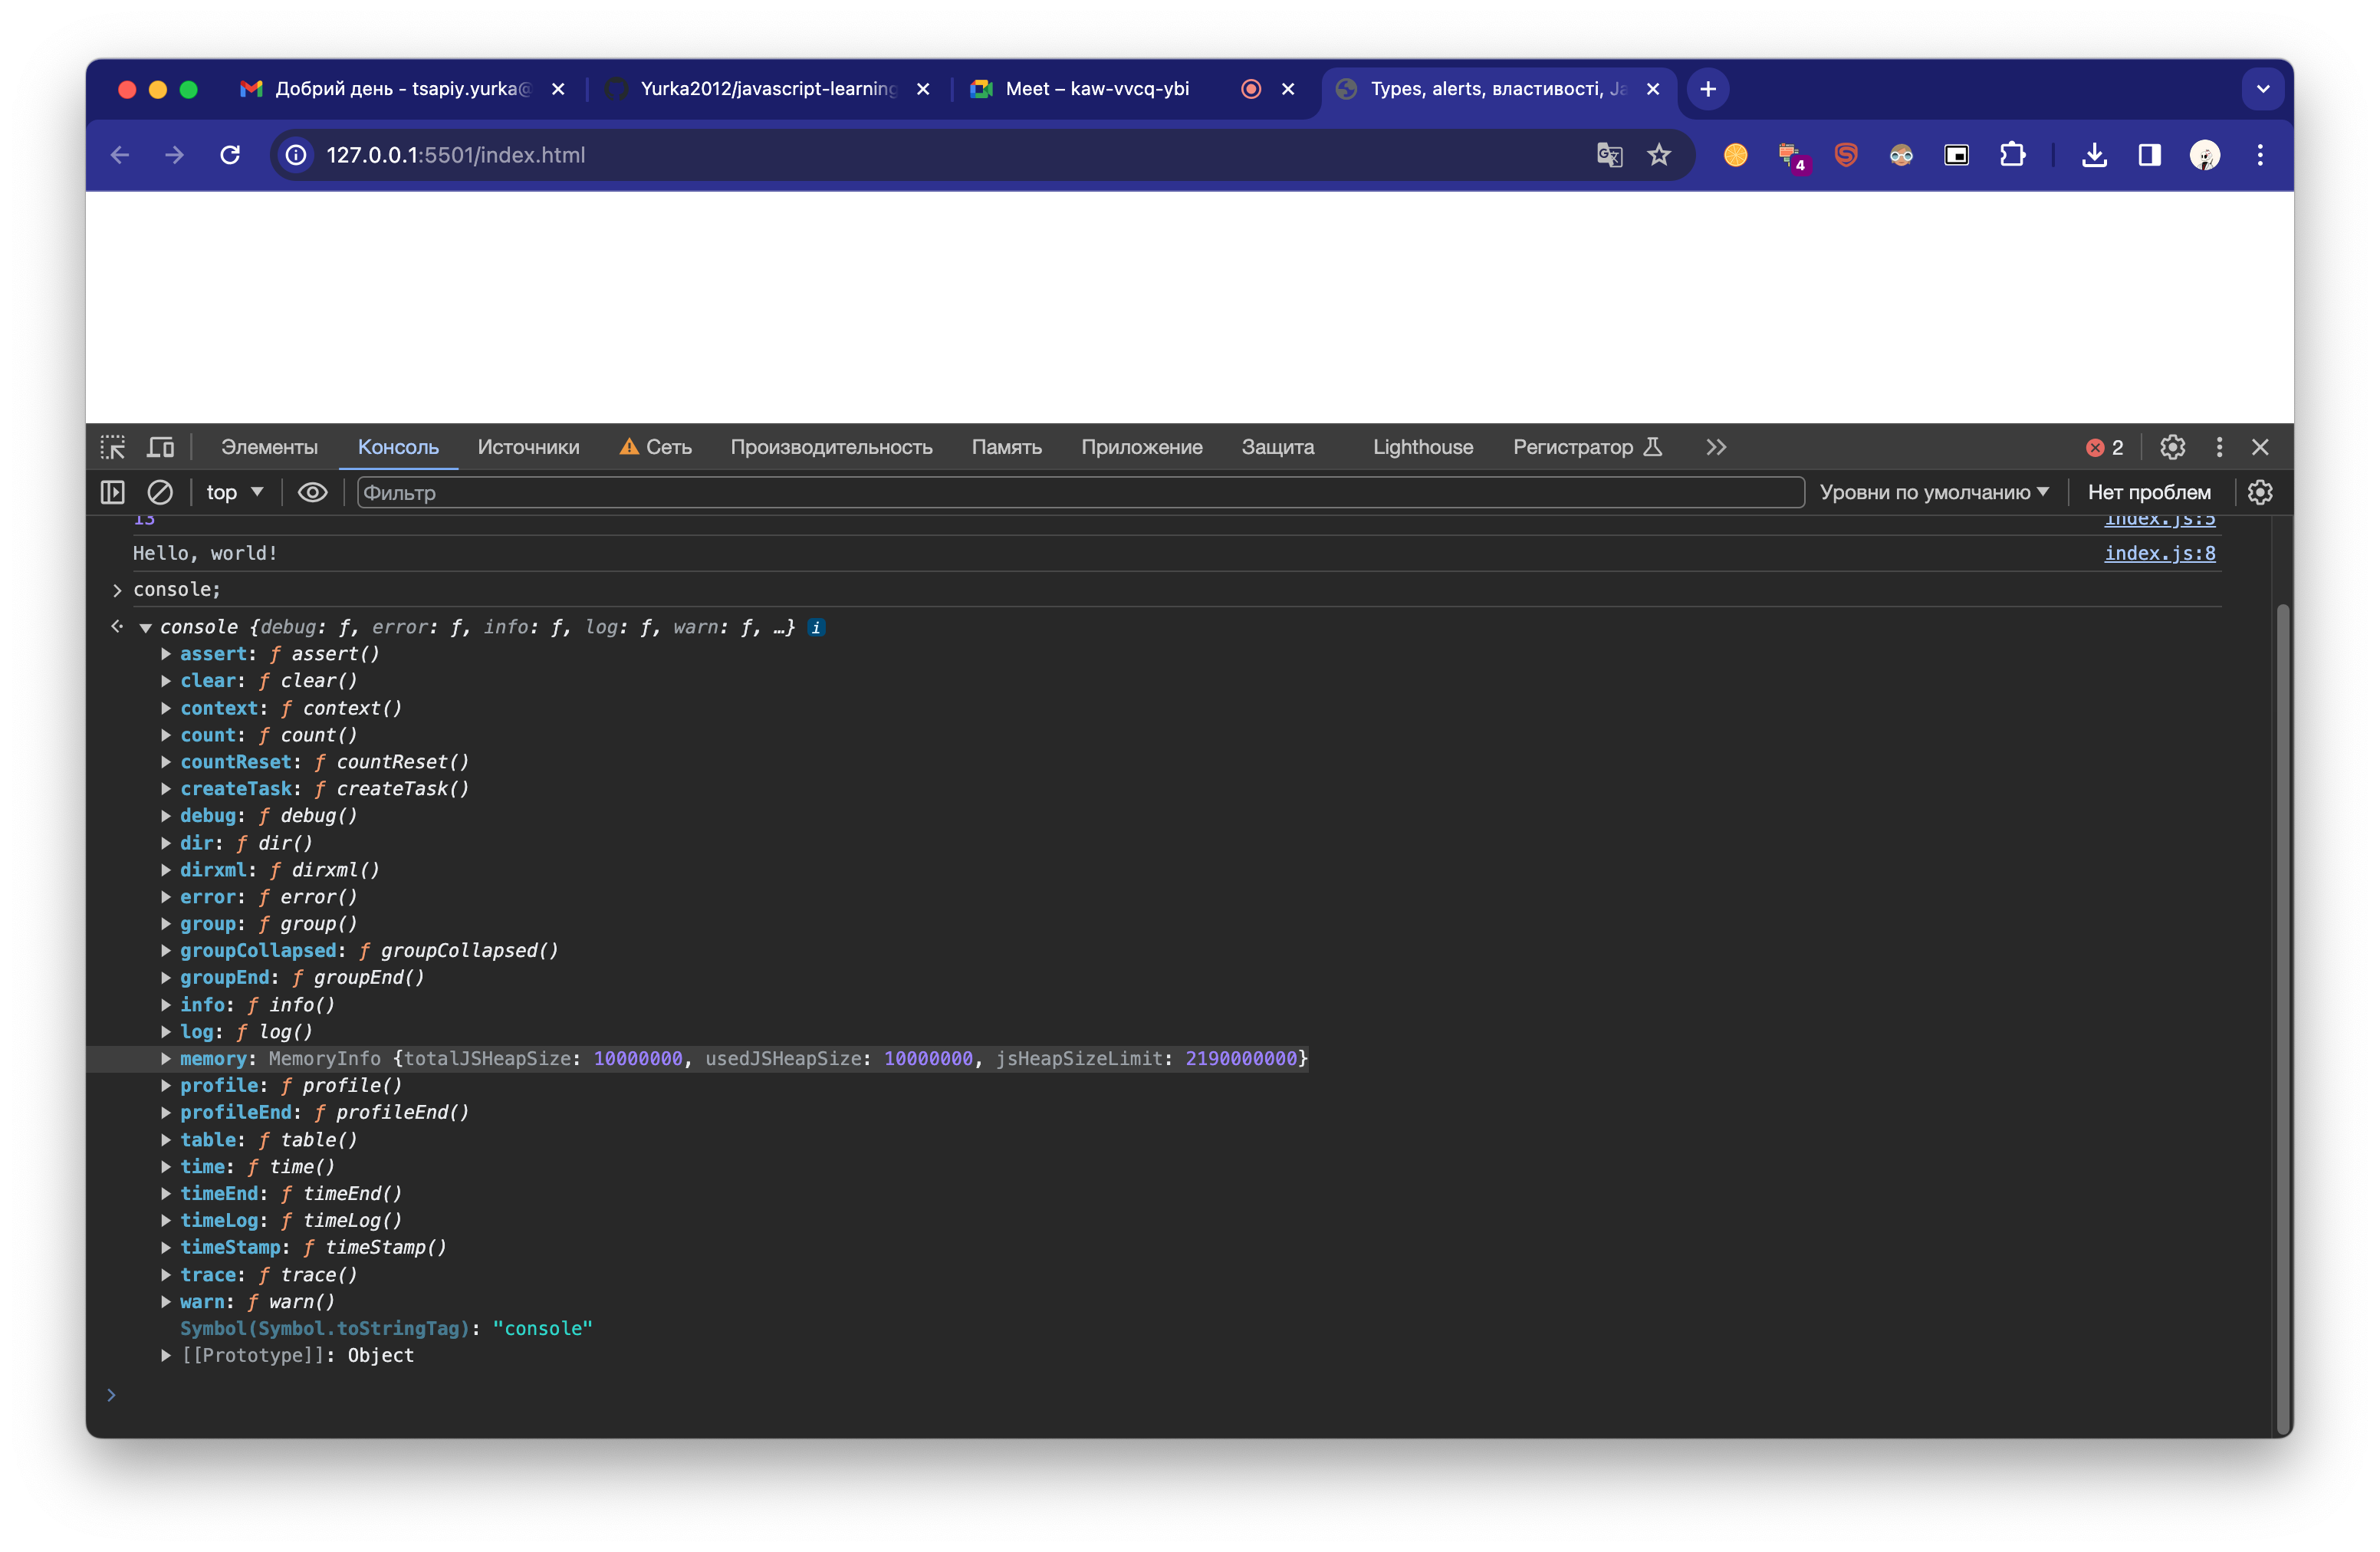 Добрий день - tsapiy.yurka@
Yurka2012/javascript-learning
Meet – kaw-vvcq-ybi
Types, alerts, властивості, Ja
127.0.0.1:5501/index.html
4
Элементы
Консоль
Источники
Сеть
Производительность
Память
Приложение
Защита
Lighthouse
Регистратор
2
top
Фильтр
Уровни по умолчанию
Нет проблем
13 index.js:5
Hello, world! index.js:8
console;
console {debug: ƒ, error: ƒ, info: ƒ, log: ƒ, warn: ƒ, …} i
assert: ƒ assert()
clear: ƒ clear()
context: ƒ context()
count: ƒ count()
countReset: ƒ countReset()
createTask: ƒ createTask()
debug: ƒ debug()
dir: ƒ dir()
dirxml: ƒ dirxml()
error: ƒ error()
group: ƒ group()
groupCollapsed: ƒ groupCollapsed()
groupEnd: ƒ groupEnd()
info: ƒ info()
log: ƒ log()
memory: MemoryInfo {totalJSHeapSize: 10000000, usedJSHeapSize: 10000000, jsHeapSizeLimit: 2190000000}
profile: ƒ profile()
profileEnd: ƒ profileEnd()
table: ƒ table()
time: ƒ time()
timeEnd: ƒ timeEnd()
timeLog: ƒ timeLog()
timeStamp: ƒ timeStamp()
trace: ƒ trace()
warn: ƒ warn()
Symbol(Symbol.toStringTag): "console"
[[Prototype]]: Object